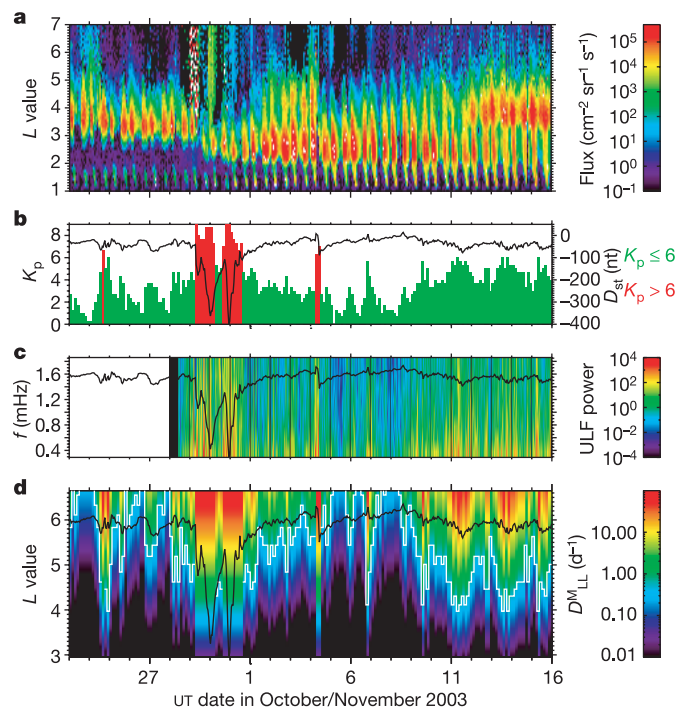 a
7
6
5
4
3
2
1
L value
10⁵
10⁴
10³
10²
10¹
10⁰
10⁻¹
Flux (cm⁻² sr⁻¹ s⁻¹)
b
8
6
4
2
0
Kp
0
−100
−200
−300
−400
Dst (nt)
Kp ≤ 6
Kp > 6
c
1.6
1.2
0.8
0.4
f (mHz)
10⁴
10²
10⁰
10⁻²
10⁻⁴
ULF power
d
6
5
4
3
L value
10.00
1.00
0.10
0.01
D^M_LL (d⁻¹)
27 1 6 11 16
UT date in October/November 2003